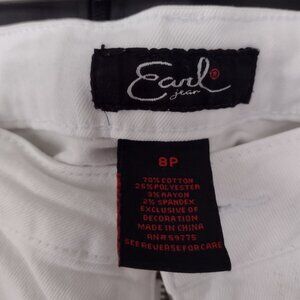 Earl®
jean
8P
70% COTTON
25% POLYESTER
3% RAYON
2% SPANDEX
EXCLUSIVE OF
DECORATION
MADE IN CHINA
RN# 59775
SEE REVERSE FOR CARE